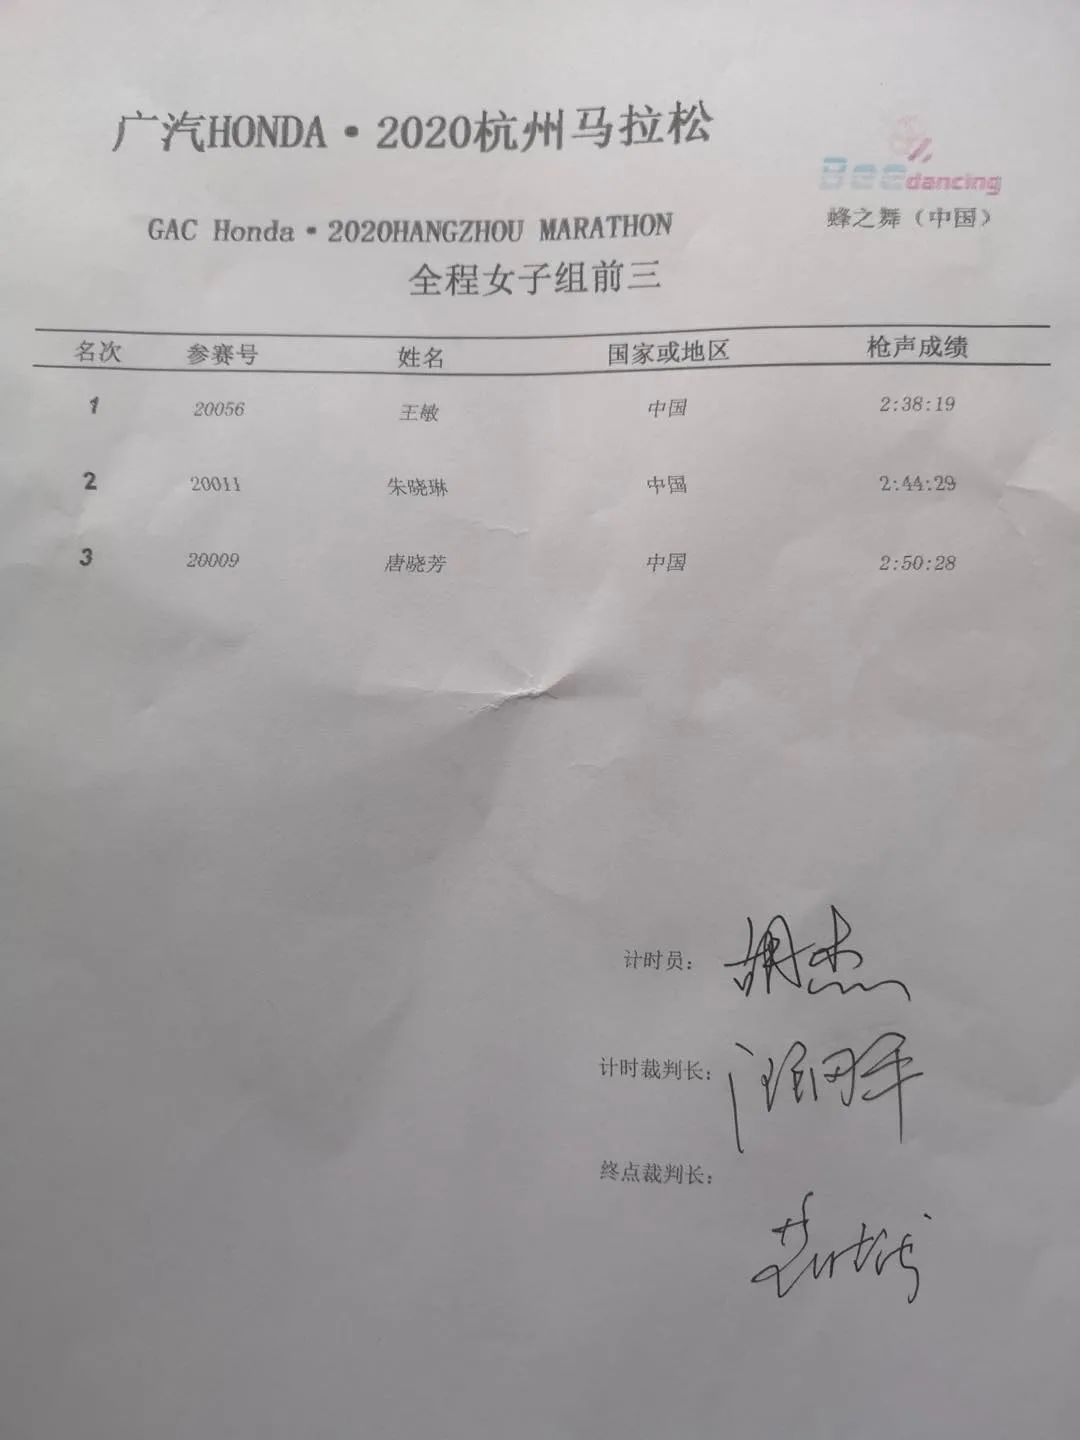 广汽HONDA·2020杭州马拉松
Bee dancing
蜂之舞（中国）
GAC Honda·2020HANGZHOU MARATHON
全程女子组前三
名次 参赛号 姓名 国家或地区 枪声成绩
1 20056 王敏 中国 2:38:19
2 20011 朱晓琳 中国 2:44:29
3 20009 唐晓芳 中国 2:50:28
计时员: 胡杰
计时裁判长:
终点裁判长: